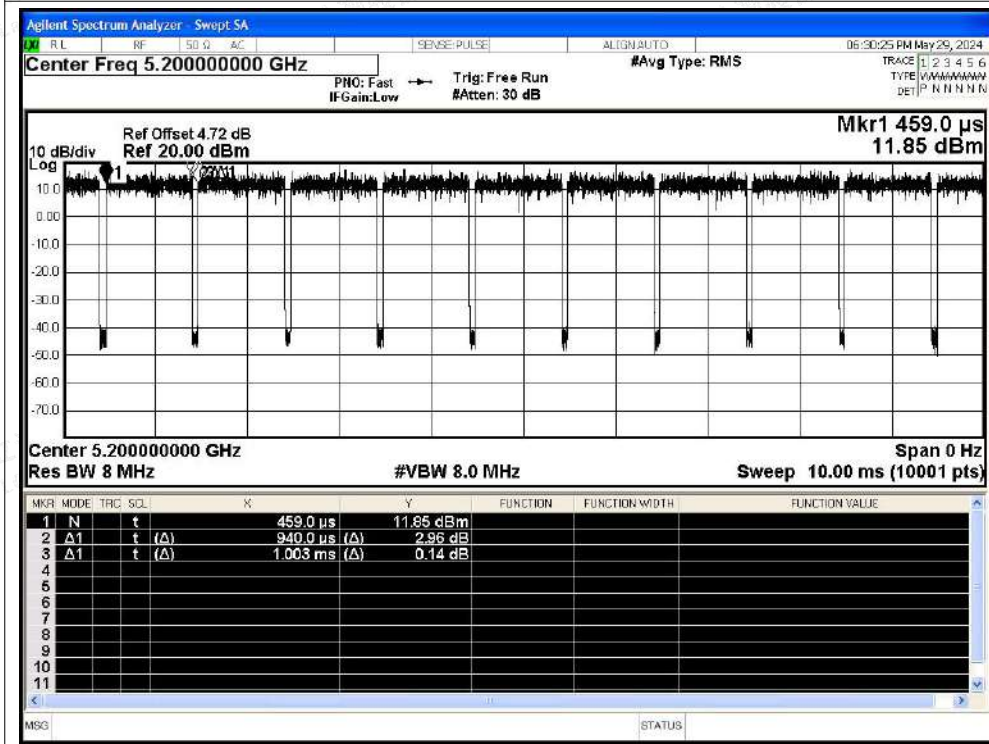 Agilent Spectrum Analyzer - Swept SA
LXI RL RF 50 Ω AC SENSE:PULSE ALIGN AUTO 06:30:25 PM May 29, 2024
Center Freq 5.200000000 GHz #Avg Type: RMS TRACE 1 2 3 4 5 6
PNO: Fast Trig: Free Run TYPE
IFGain:Low #Atten: 30 dB DET P N N N N N
Mkr1 459.0 µs
Ref Offset 4.72 dB
10 dB/div Ref 20.00 dBm 11.85 dBm
Log
1
10.0
0.00
-10.0
-20.0
-30.0
-40.0
-50.0
-60.0
-70.0
Center 5.200000000 GHz Span 0 Hz
Res BW 8 MHz #VBW 8.0 MHz Sweep 10.00 ms (10001 pts)
MKR MODE TRC SCL X Y FUNCTION FUNCTION WIDTH FUNCTION VALUE
1 N t 459.0 µs 11.85 dBm
2 Δ1 t (Δ) 940.0 µs (Δ) 2.96 dB
3 Δ1 t (Δ) 1.003 ms (Δ) 0.14 dB
4
5
6
7
8
9
10
11
MSG STATUS